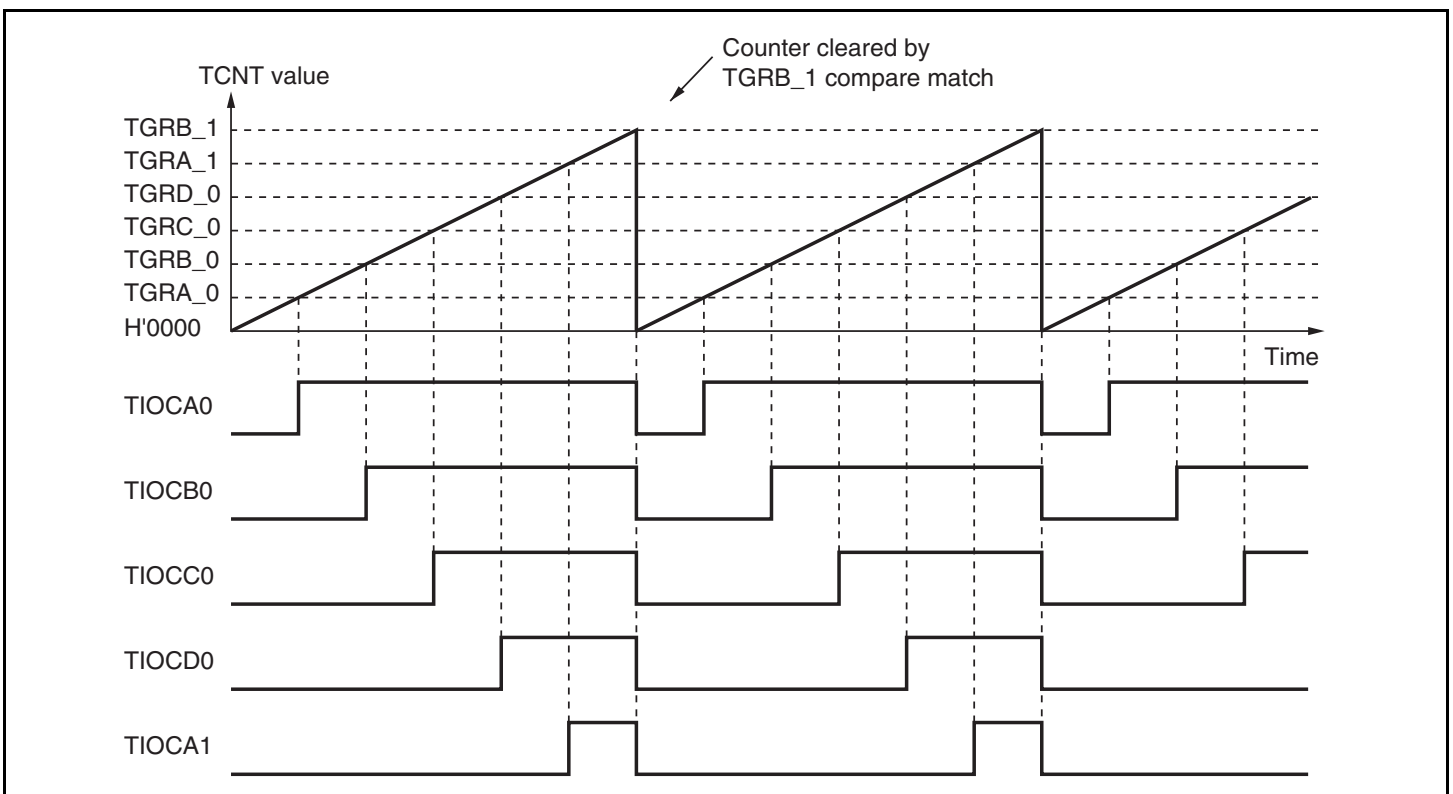 Counter cleared by
TGRB_1 compare match
TCNT value
TGRB_1
TGRA_1
TGRD_0
TGRC_0
TGRB_0
TGRA_0
H'0000
Time
TIOCA0
TIOCB0
TIOCC0
TIOCD0
TIOCA1